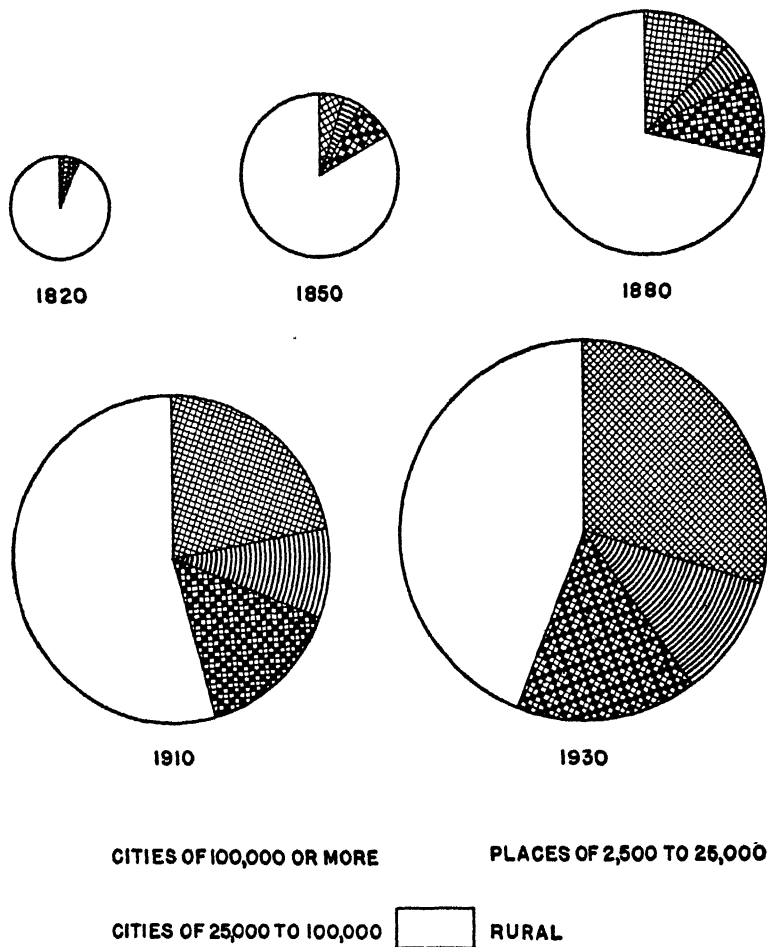 1820
1850
1880
1910
1930
CITIES OF 100,000 OR MORE
PLACES OF 2,500 TO 25,000
CITIES OF 25,000 TO 100,000
RURAL